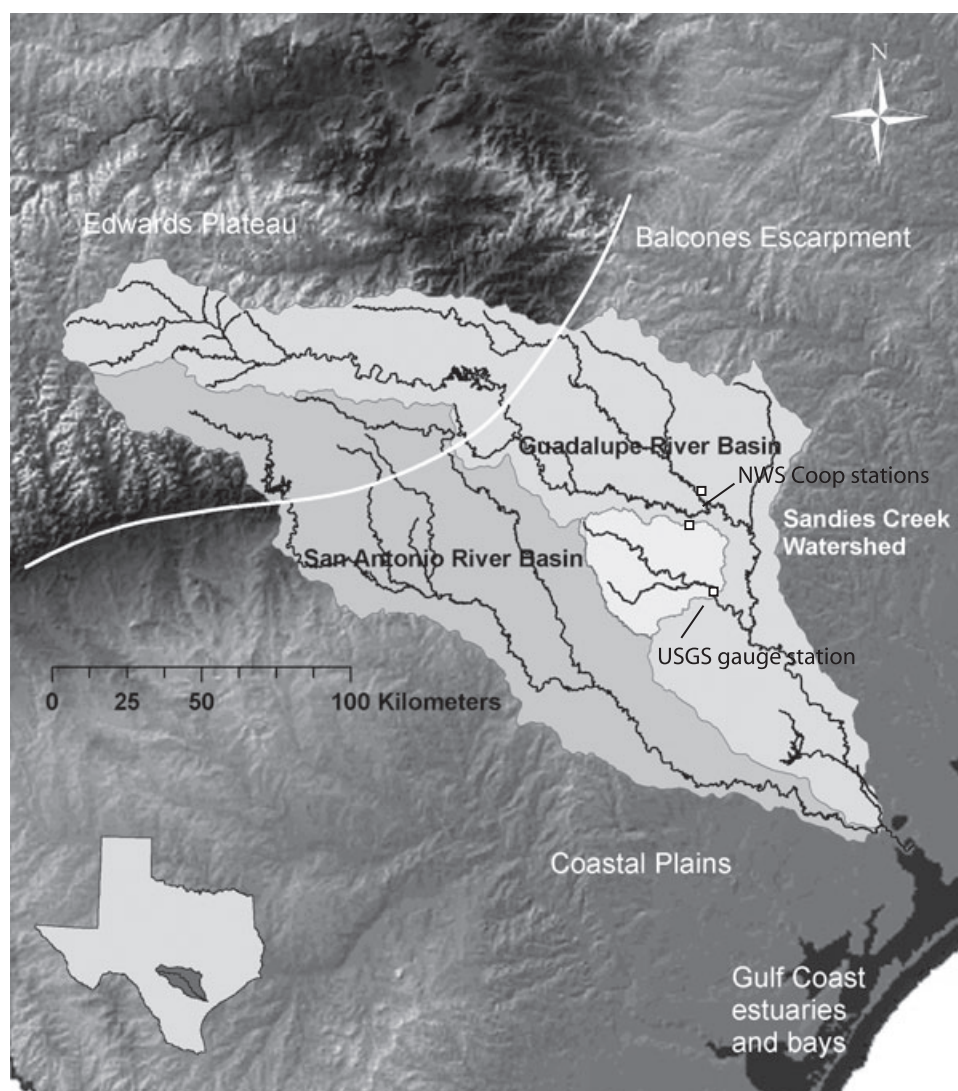 N
Edwards Plateau
Balcones Escarpment
Guadalupe River Basin
NWS Coop stations
Sandies Creek
Watershed
San Antonio River Basin
USGS gauge station
0 25 50 100 Kilometers
Coastal Plains
Gulf Coast
estuaries
and bays